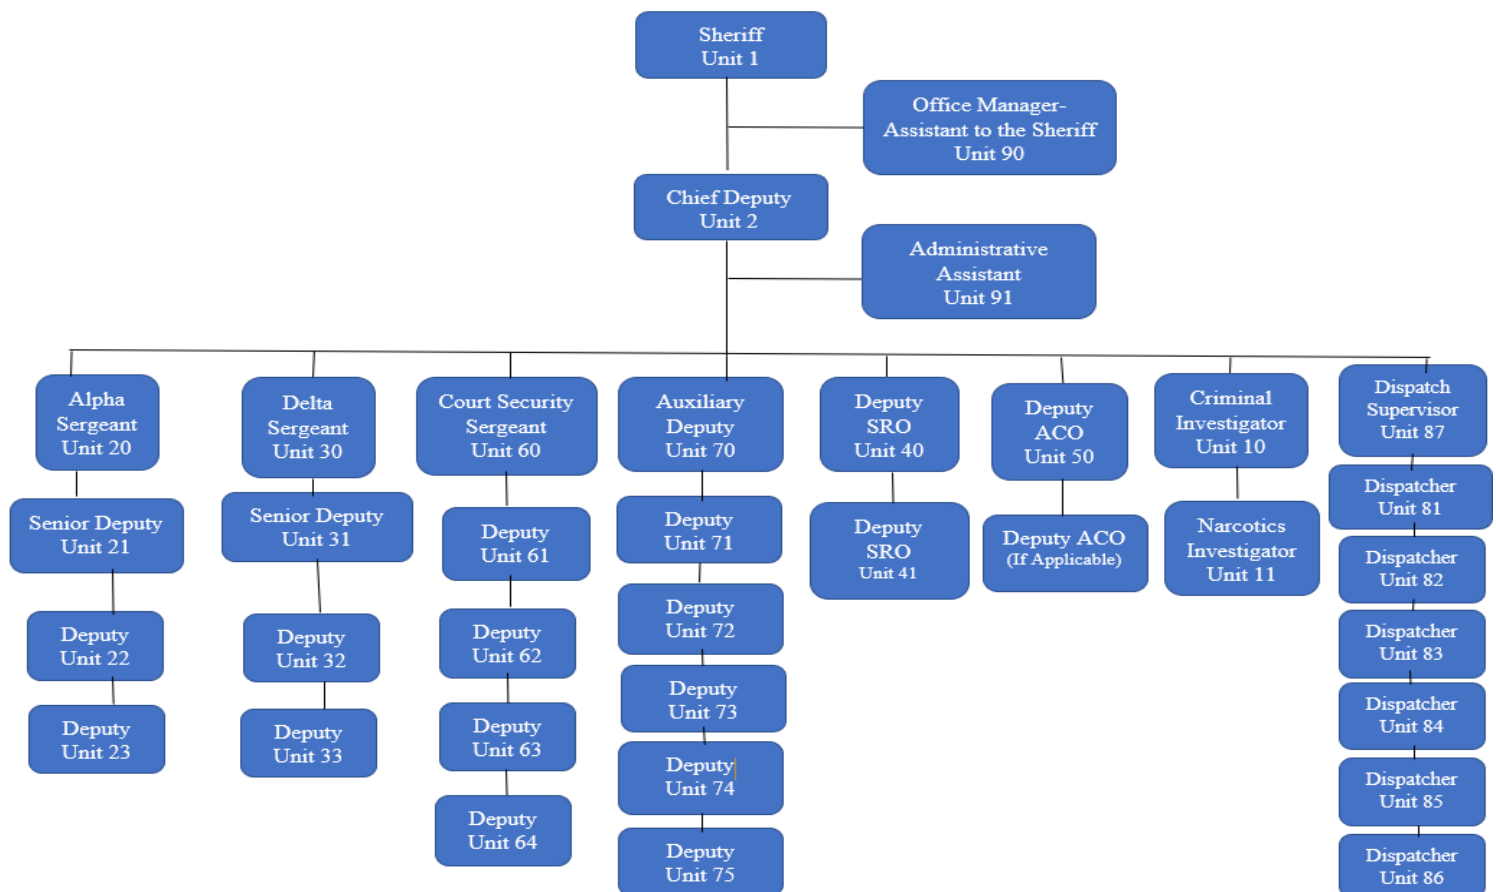 Sheriff
Unit 1
Office Manager-
Assistant to the Sheriff
Unit 90
Chief Deputy
Unit 2
Administrative
Assistant
Unit 91
Alpha
Sergeant
Unit 20
Senior Deputy
Unit 21
Deputy
Unit 22
Deputy
Unit 23
Delta
Sergeant
Unit 30
Senior Deputy
Unit 31
Deputy
Unit 32
Deputy
Unit 33
Court Security
Sergeant
Unit 60
Deputy
Unit 61
Deputy
Unit 62
Deputy
Unit 63
Deputy
Unit 64
Auxiliary
Deputy
Unit 70
Deputy
Unit 71
Deputy
Unit 72
Deputy
Unit 73
Deputy
Unit 74
Deputy
Unit 75
Deputy
SRO
Unit 40
Deputy
SRO
Unit 41
Deputy
ACO
Unit 50
Deputy ACO
(If Applicable)
Criminal
Investigator
Unit 10
Narcotics
Investigator
Unit 11
Dispatch
Supervisor
Unit 87
Dispatcher
Unit 81
Dispatcher
Unit 82
Dispatcher
Unit 83
Dispatcher
Unit 84
Dispatcher
Unit 85
Dispatcher
Unit 86